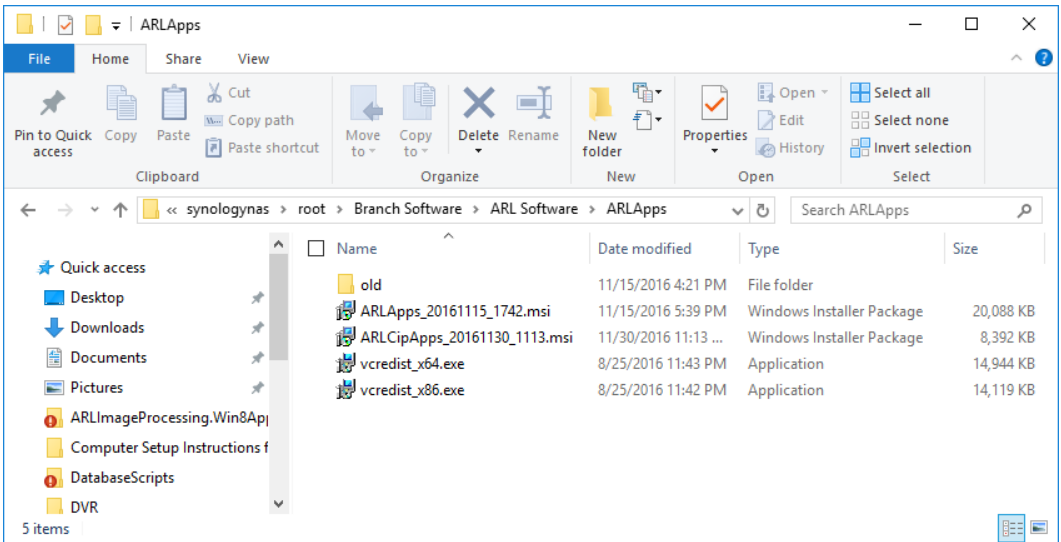 ARLApps
File Home Share View
Pin to Quick access
Copy
Paste
Cut
Copy path
Paste shortcut
Clipboard
Move to
Copy to
Delete
Rename
Organize
New folder
New
Properties
Open
Edit
History
Open
Select all
Select none
Invert selection
Select
« synologynas > root > Branch Software > ARL Software > ARLApps
Search ARLApps
Quick access
Desktop
Downloads
Documents
Pictures
ARLImageProcessing.Win8Ap
Computer Setup Instructions f
DatabaseScripts
DVR
Name Date modified Type Size
old 11/15/2016 4:21 PM File folder
ARLApps_20161115_1742.msi 11/15/2016 5:39 PM Windows Installer Package 20,088 KB
ARLCipApps_20161130_1113.msi 11/30/2016 11:13 ... Windows Installer Package 8,392 KB
vcredist_x64.exe 8/25/2016 11:43 PM Application 14,944 KB
vcredist_x86.exe 8/25/2016 11:42 PM Application 14,119 KB
5 items